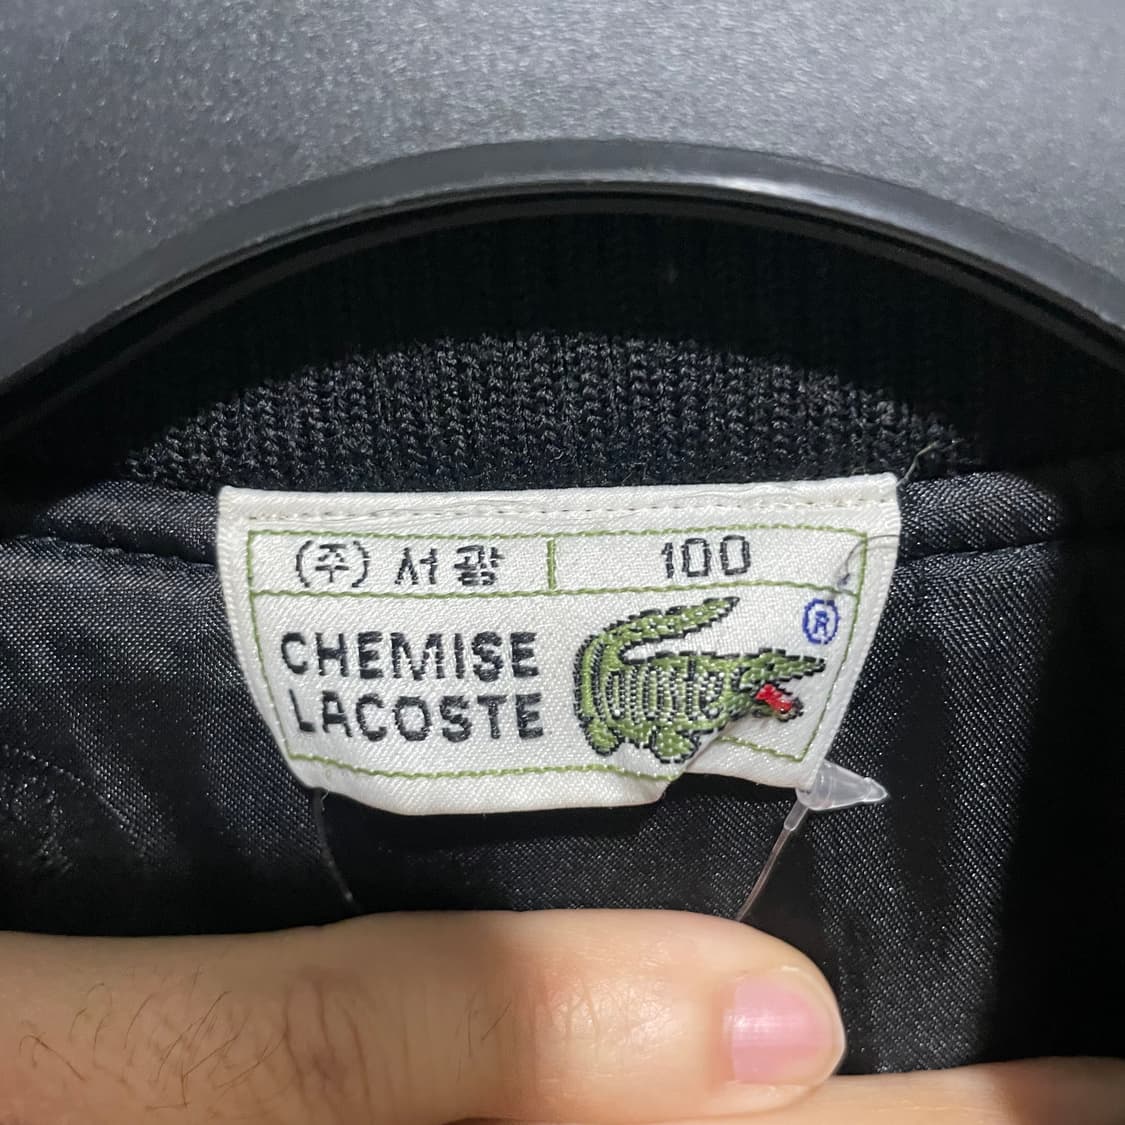 (주) 서광 100
CHEMISE
LACOSTE
®